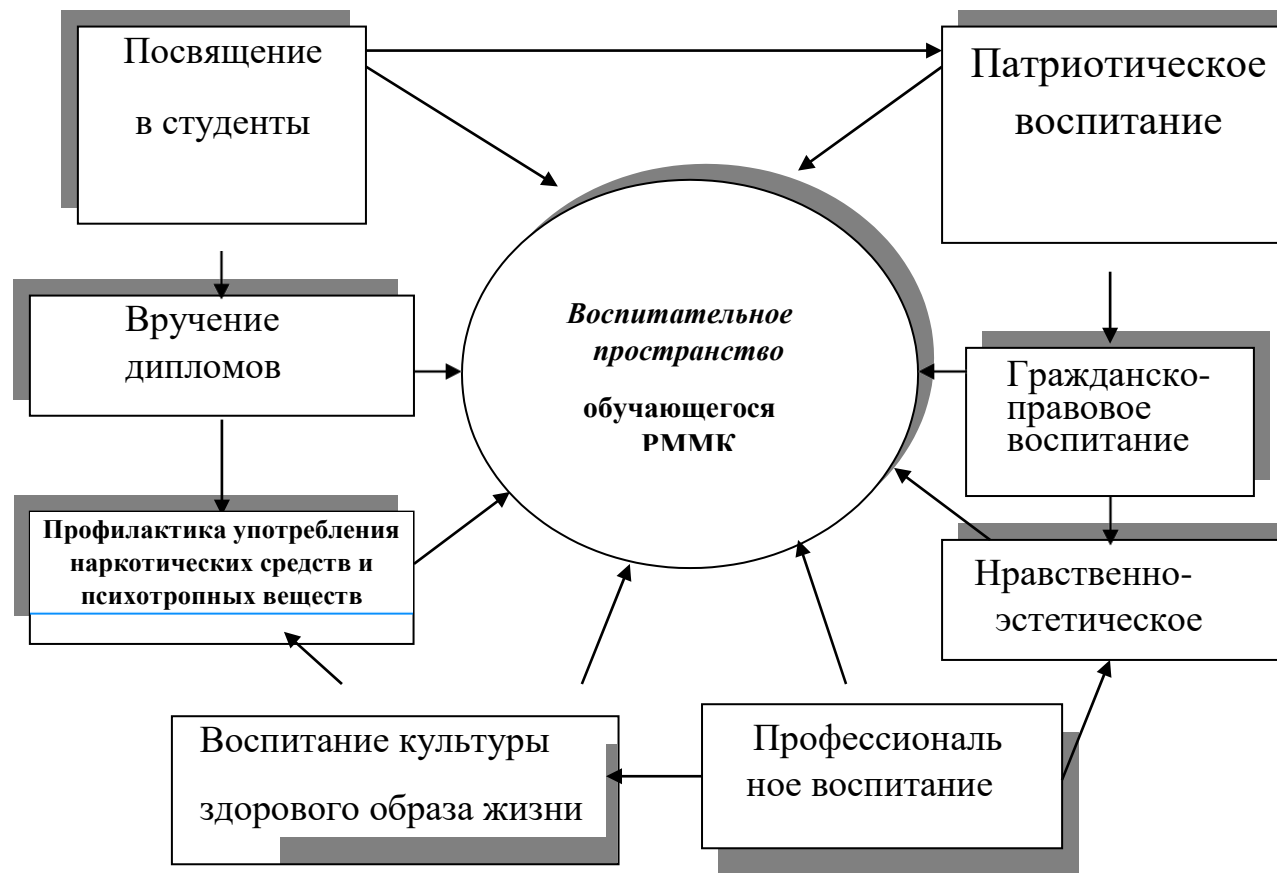 Посвящение
в студенты
Патриотическое
воспитание
Вручение
дипломов
Воспитательное
пространство
обучающегося
РММК
Гражданско-
правовое
воспитание
Профилактика употребления
наркотических средств и
психотропных веществ
Нравственно-
эстетическое
Воспитание культуры
здорового образа жизни
Профессиональ
ное воспитание